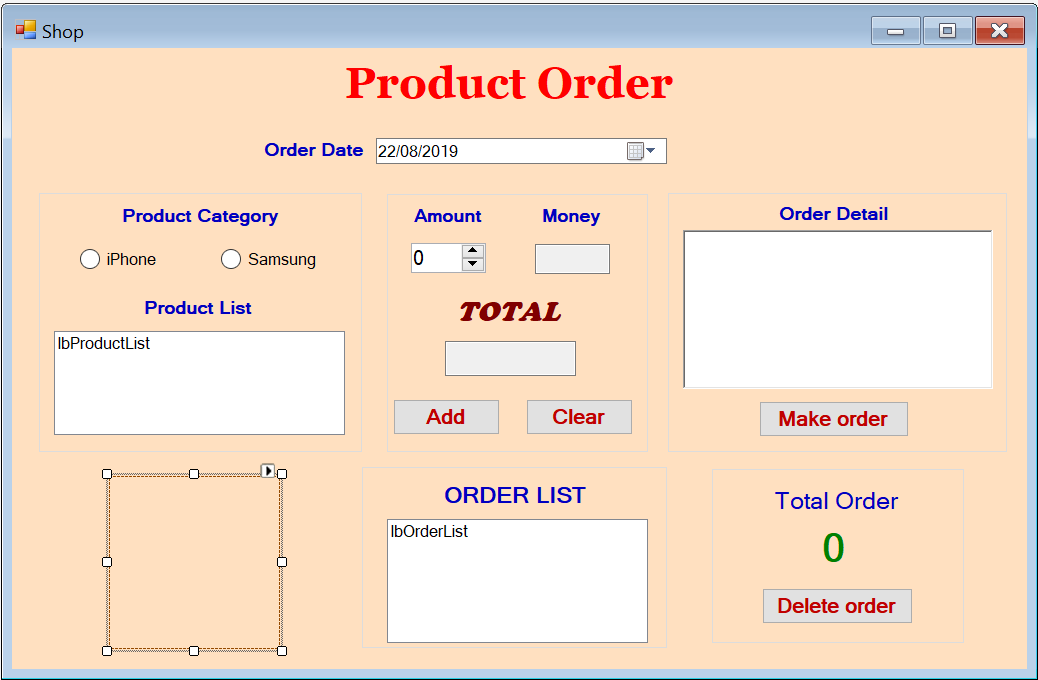 Shop
Product Order
Order Date 22/08/2019
Product Category
iPhone Samsung
Product List
lbProductList
Amount Money
0
TOTAL
Add Clear
Order Detail
Make order
ORDER LIST
lbOrderList
Total Order
0
Delete order